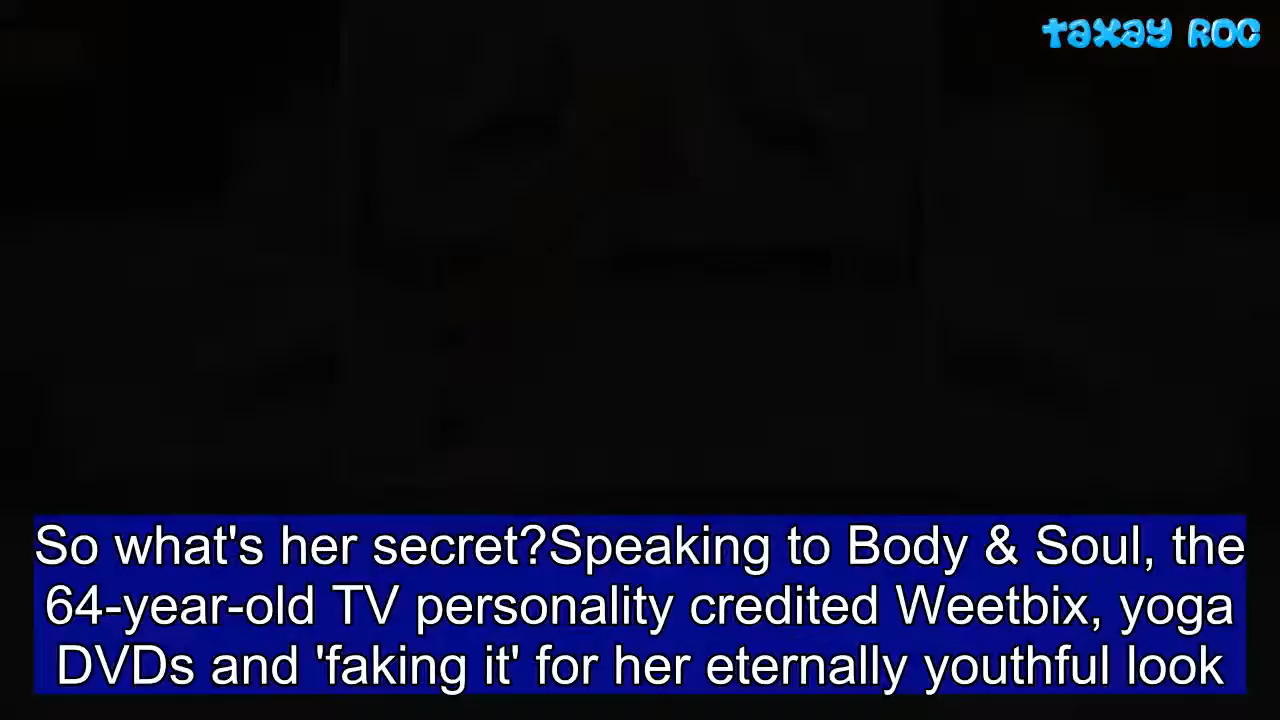 Taxay ROC
So what's her secret?Speaking to Body & Soul, the
64-year-old TV personality credited Weetbix, yoga
DVDs and 'faking it' for her eternally youthful look